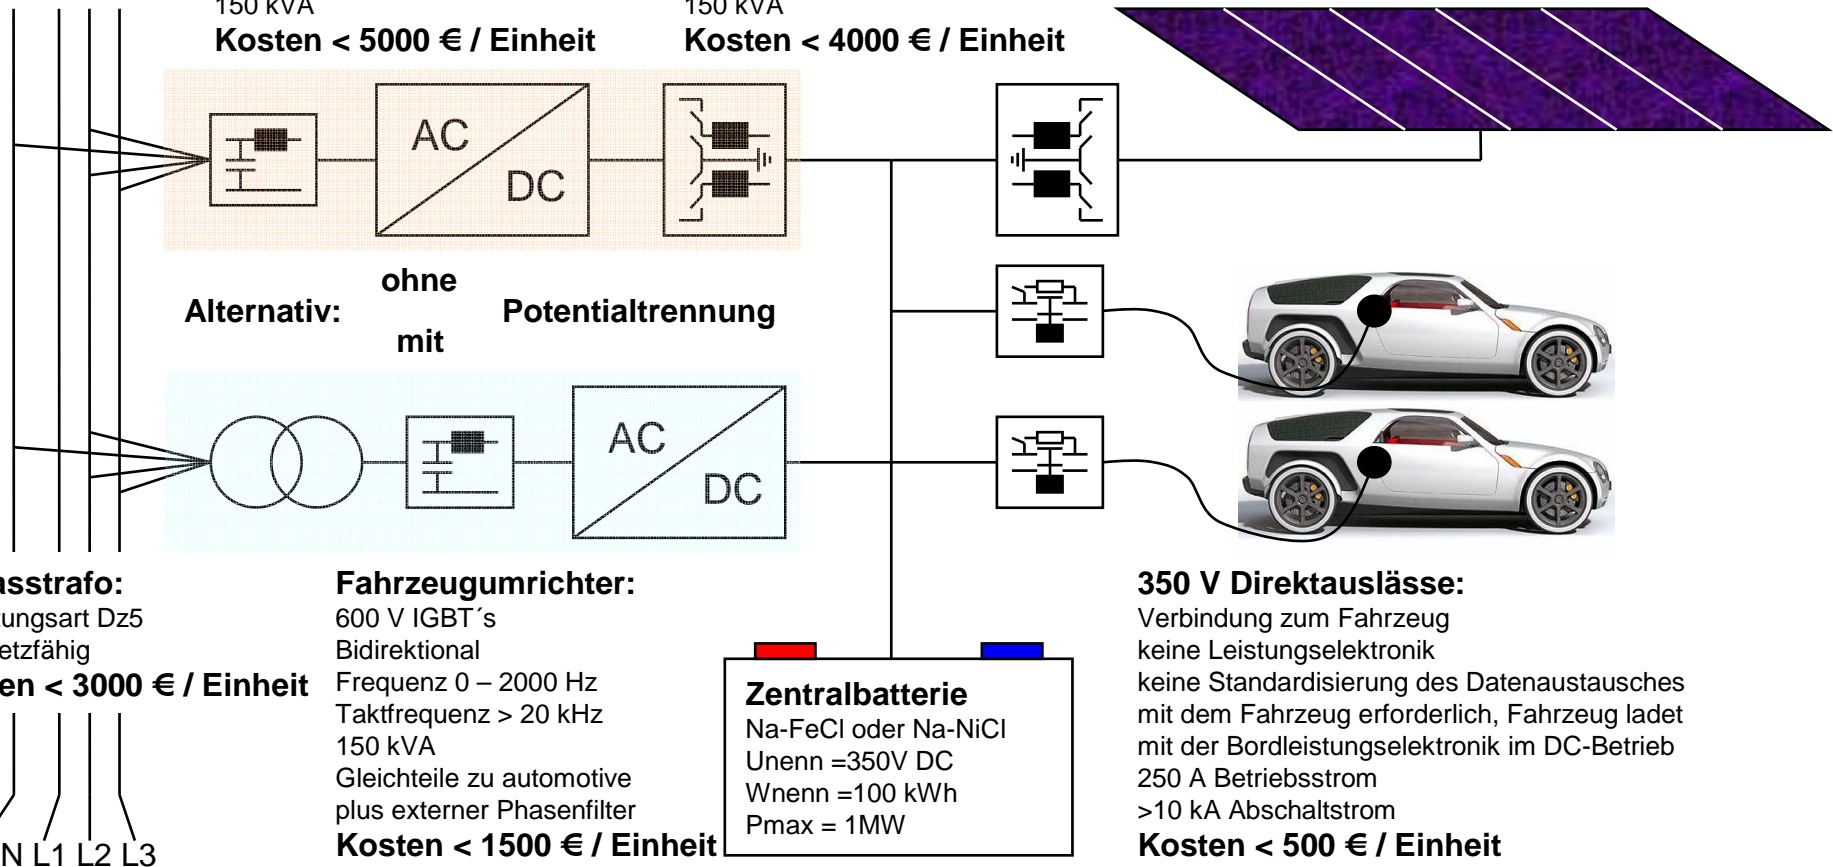 150 kVA
Kosten < 5000 € / Einheit
150 kVA
Kosten < 4000 € / Einheit
AC
DC
ohne
Alternativ: Potentialtrennung
mit
AC
DC
Dz5
< 3000 € / Einheit
N L1 L2 L3
Fahrzeugumrichter:
600 V IGBT´s
Bidirektional
Frequenz 0 – 2000 Hz
Taktfrequenz > 20 kHz
150 kVA
Gleichteile zu automotive
plus externer Phasenfilter
Kosten < 1500 € / Einheit
Zentralbatterie
Na-FeCl oder Na-NiCl
Unenn =350V DC
Wnenn =100 kWh
Pmax = 1MW
350 V Direktauslässe:
Verbindung zum Fahrzeug
keine Leistungselektronik
keine Standardisierung des Datenaustausches
mit dem Fahrzeug erforderlich, Fahrzeug ladet
mit der Bordleistungselektronik im DC-Betrieb
250 A Betriebsstrom
>10 kA Abschaltstrom
Kosten < 500 € / Einheit